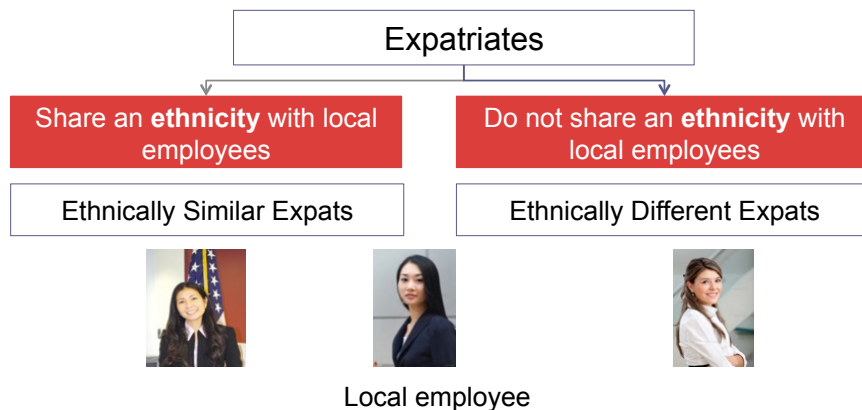 Expatriates
Share an ethnicity with local
employees
Do not share an ethnicity with
local employees
Ethnically Similar Expats
Ethnically Different Expats
Local employee